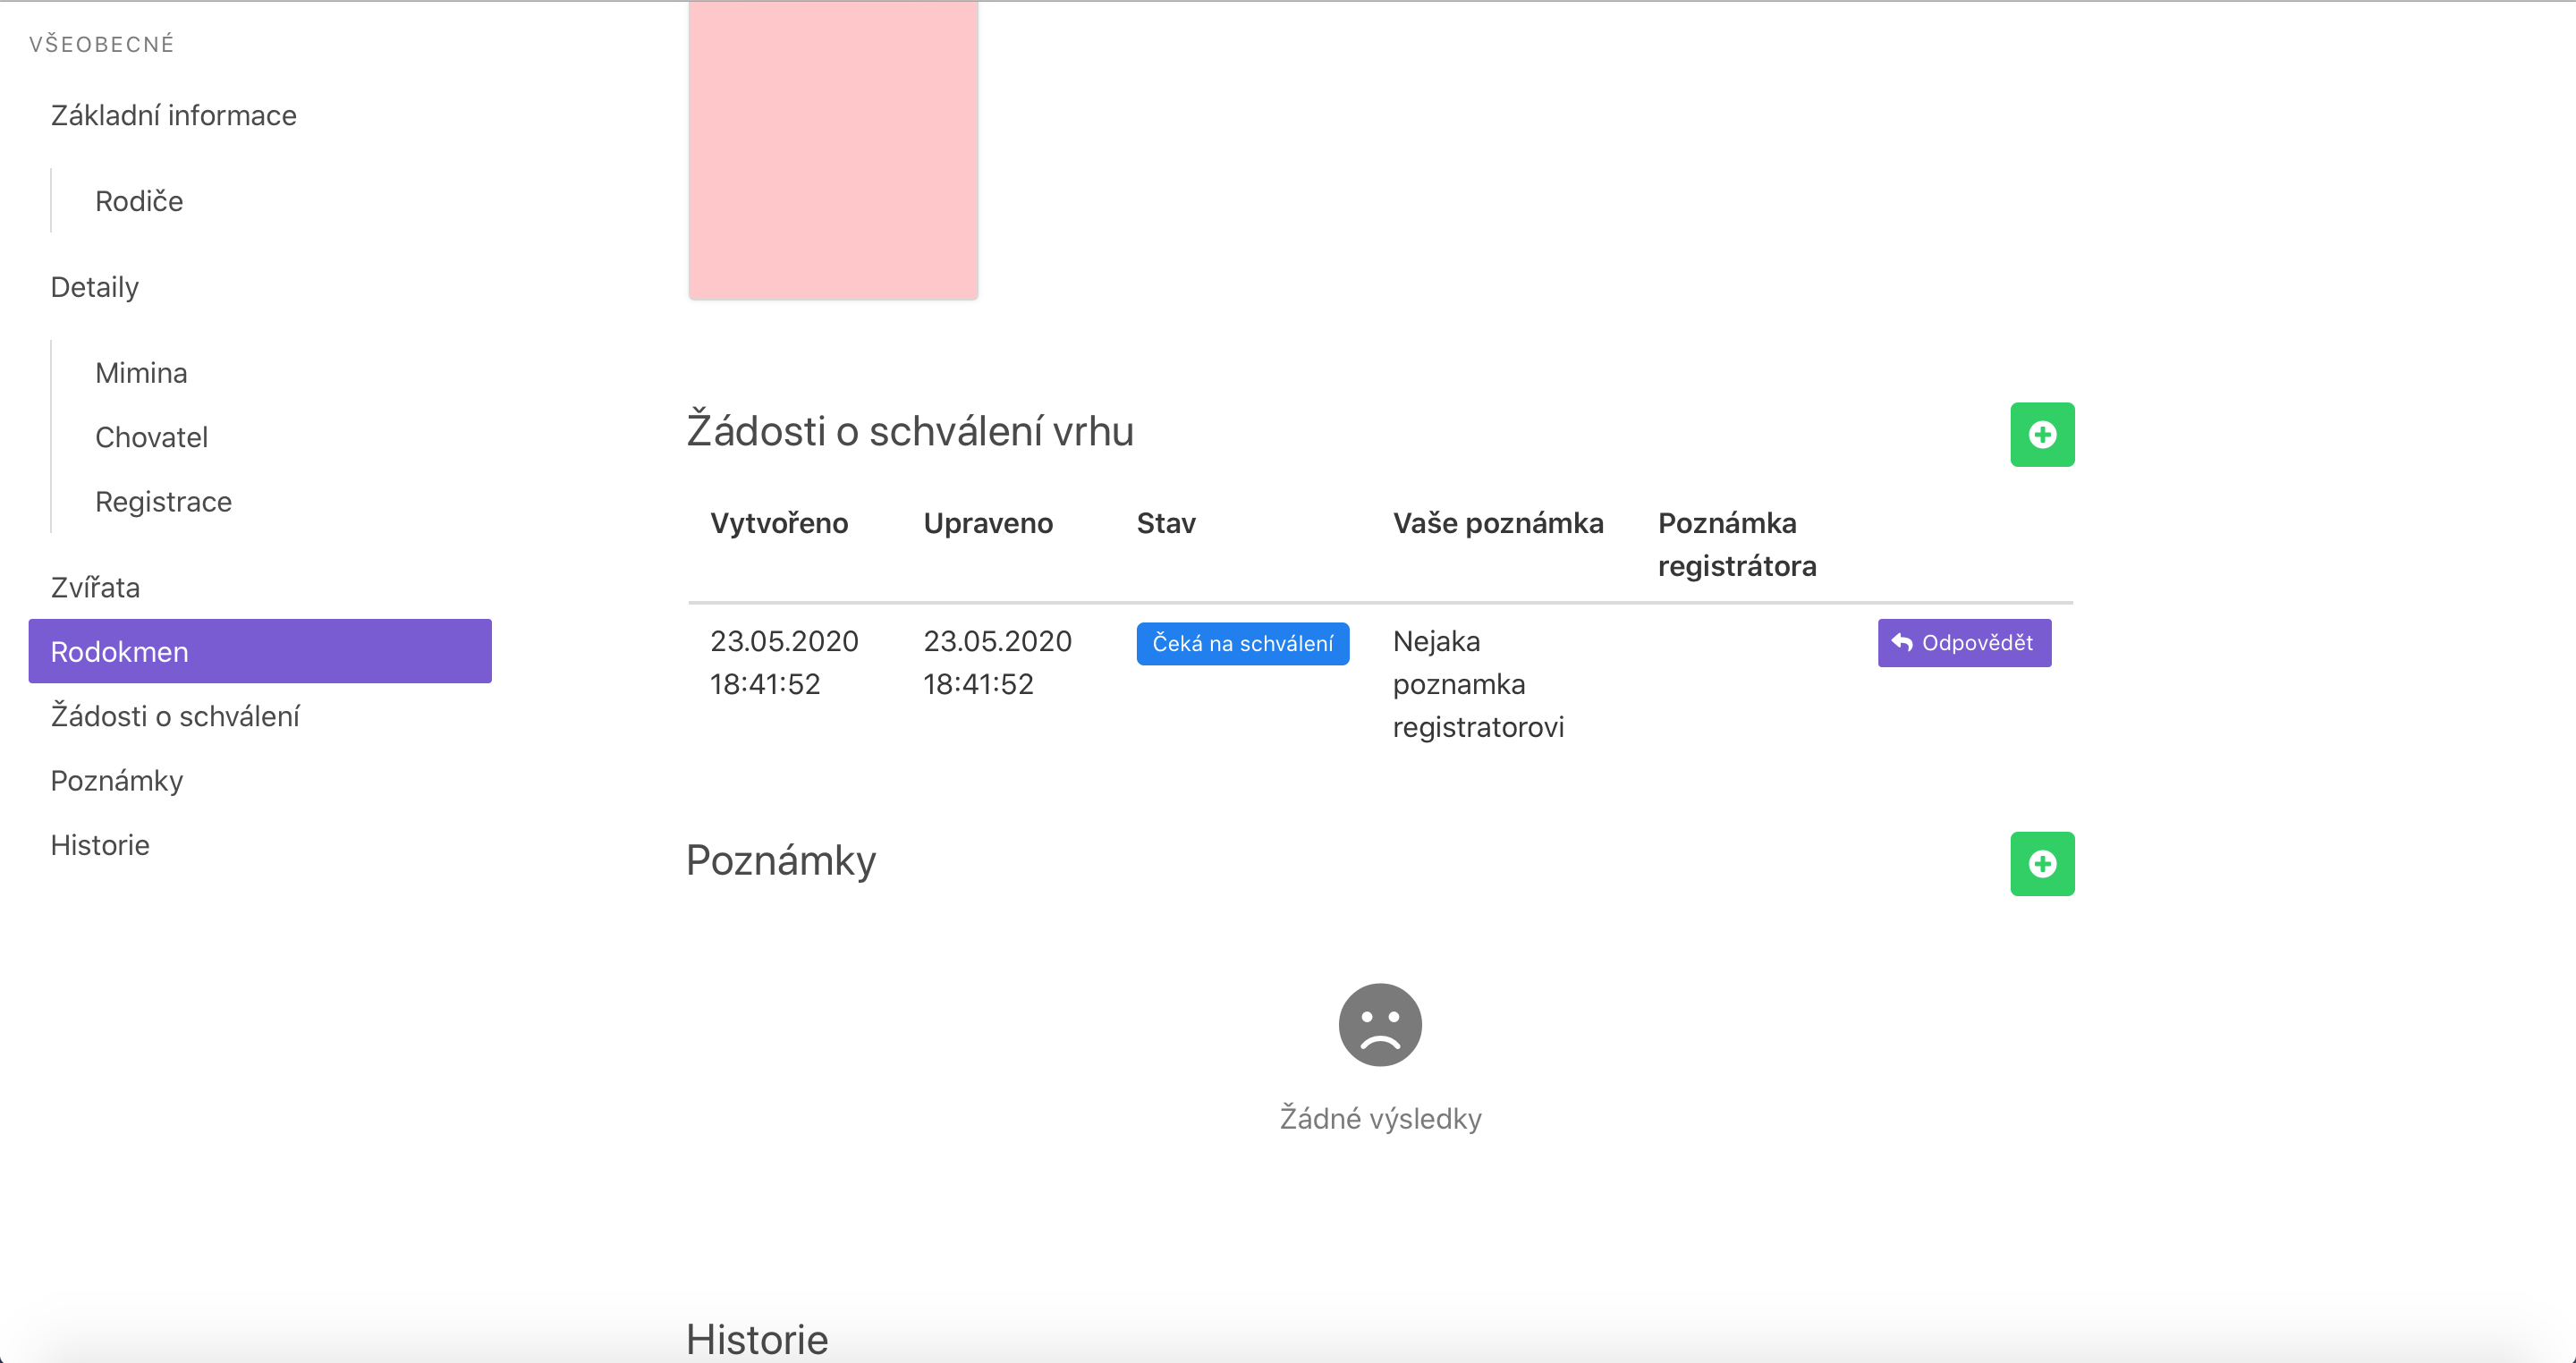 VŠEOBECNÉ
Základní informace
Rodiče
Detaily
Mimina
Chovatel
Registrace
Zvířata
Rodokmen
Žádosti o schválení
Poznámky
Historie
Žádosti o schválení vrhu
Vytvořeno Upraveno Stav Vaše poznámka Poznámka
registrátora
23.05.2020 23.05.2020 Čeká na schválení Nejaka Odpovědět
18:41:52 18:41:52 poznamka
registratorovi
Poznámky
Žádné výsledky
Historie